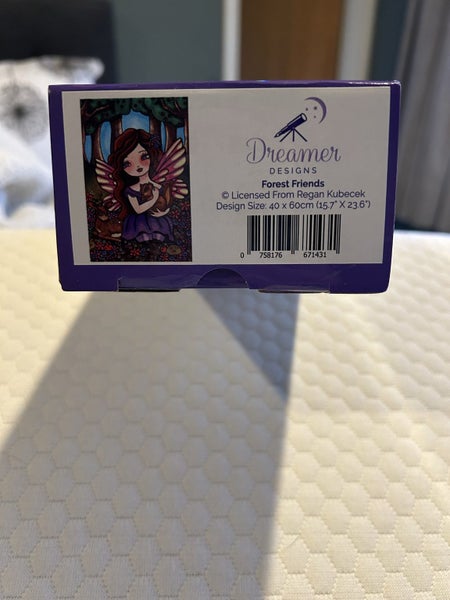 Dreamer
DESIGNS
Forest Friends
© Licensed From Regan Kubecek
Design Size: 40 x 60cm (15.7" X 23.6")
0 758176 671431